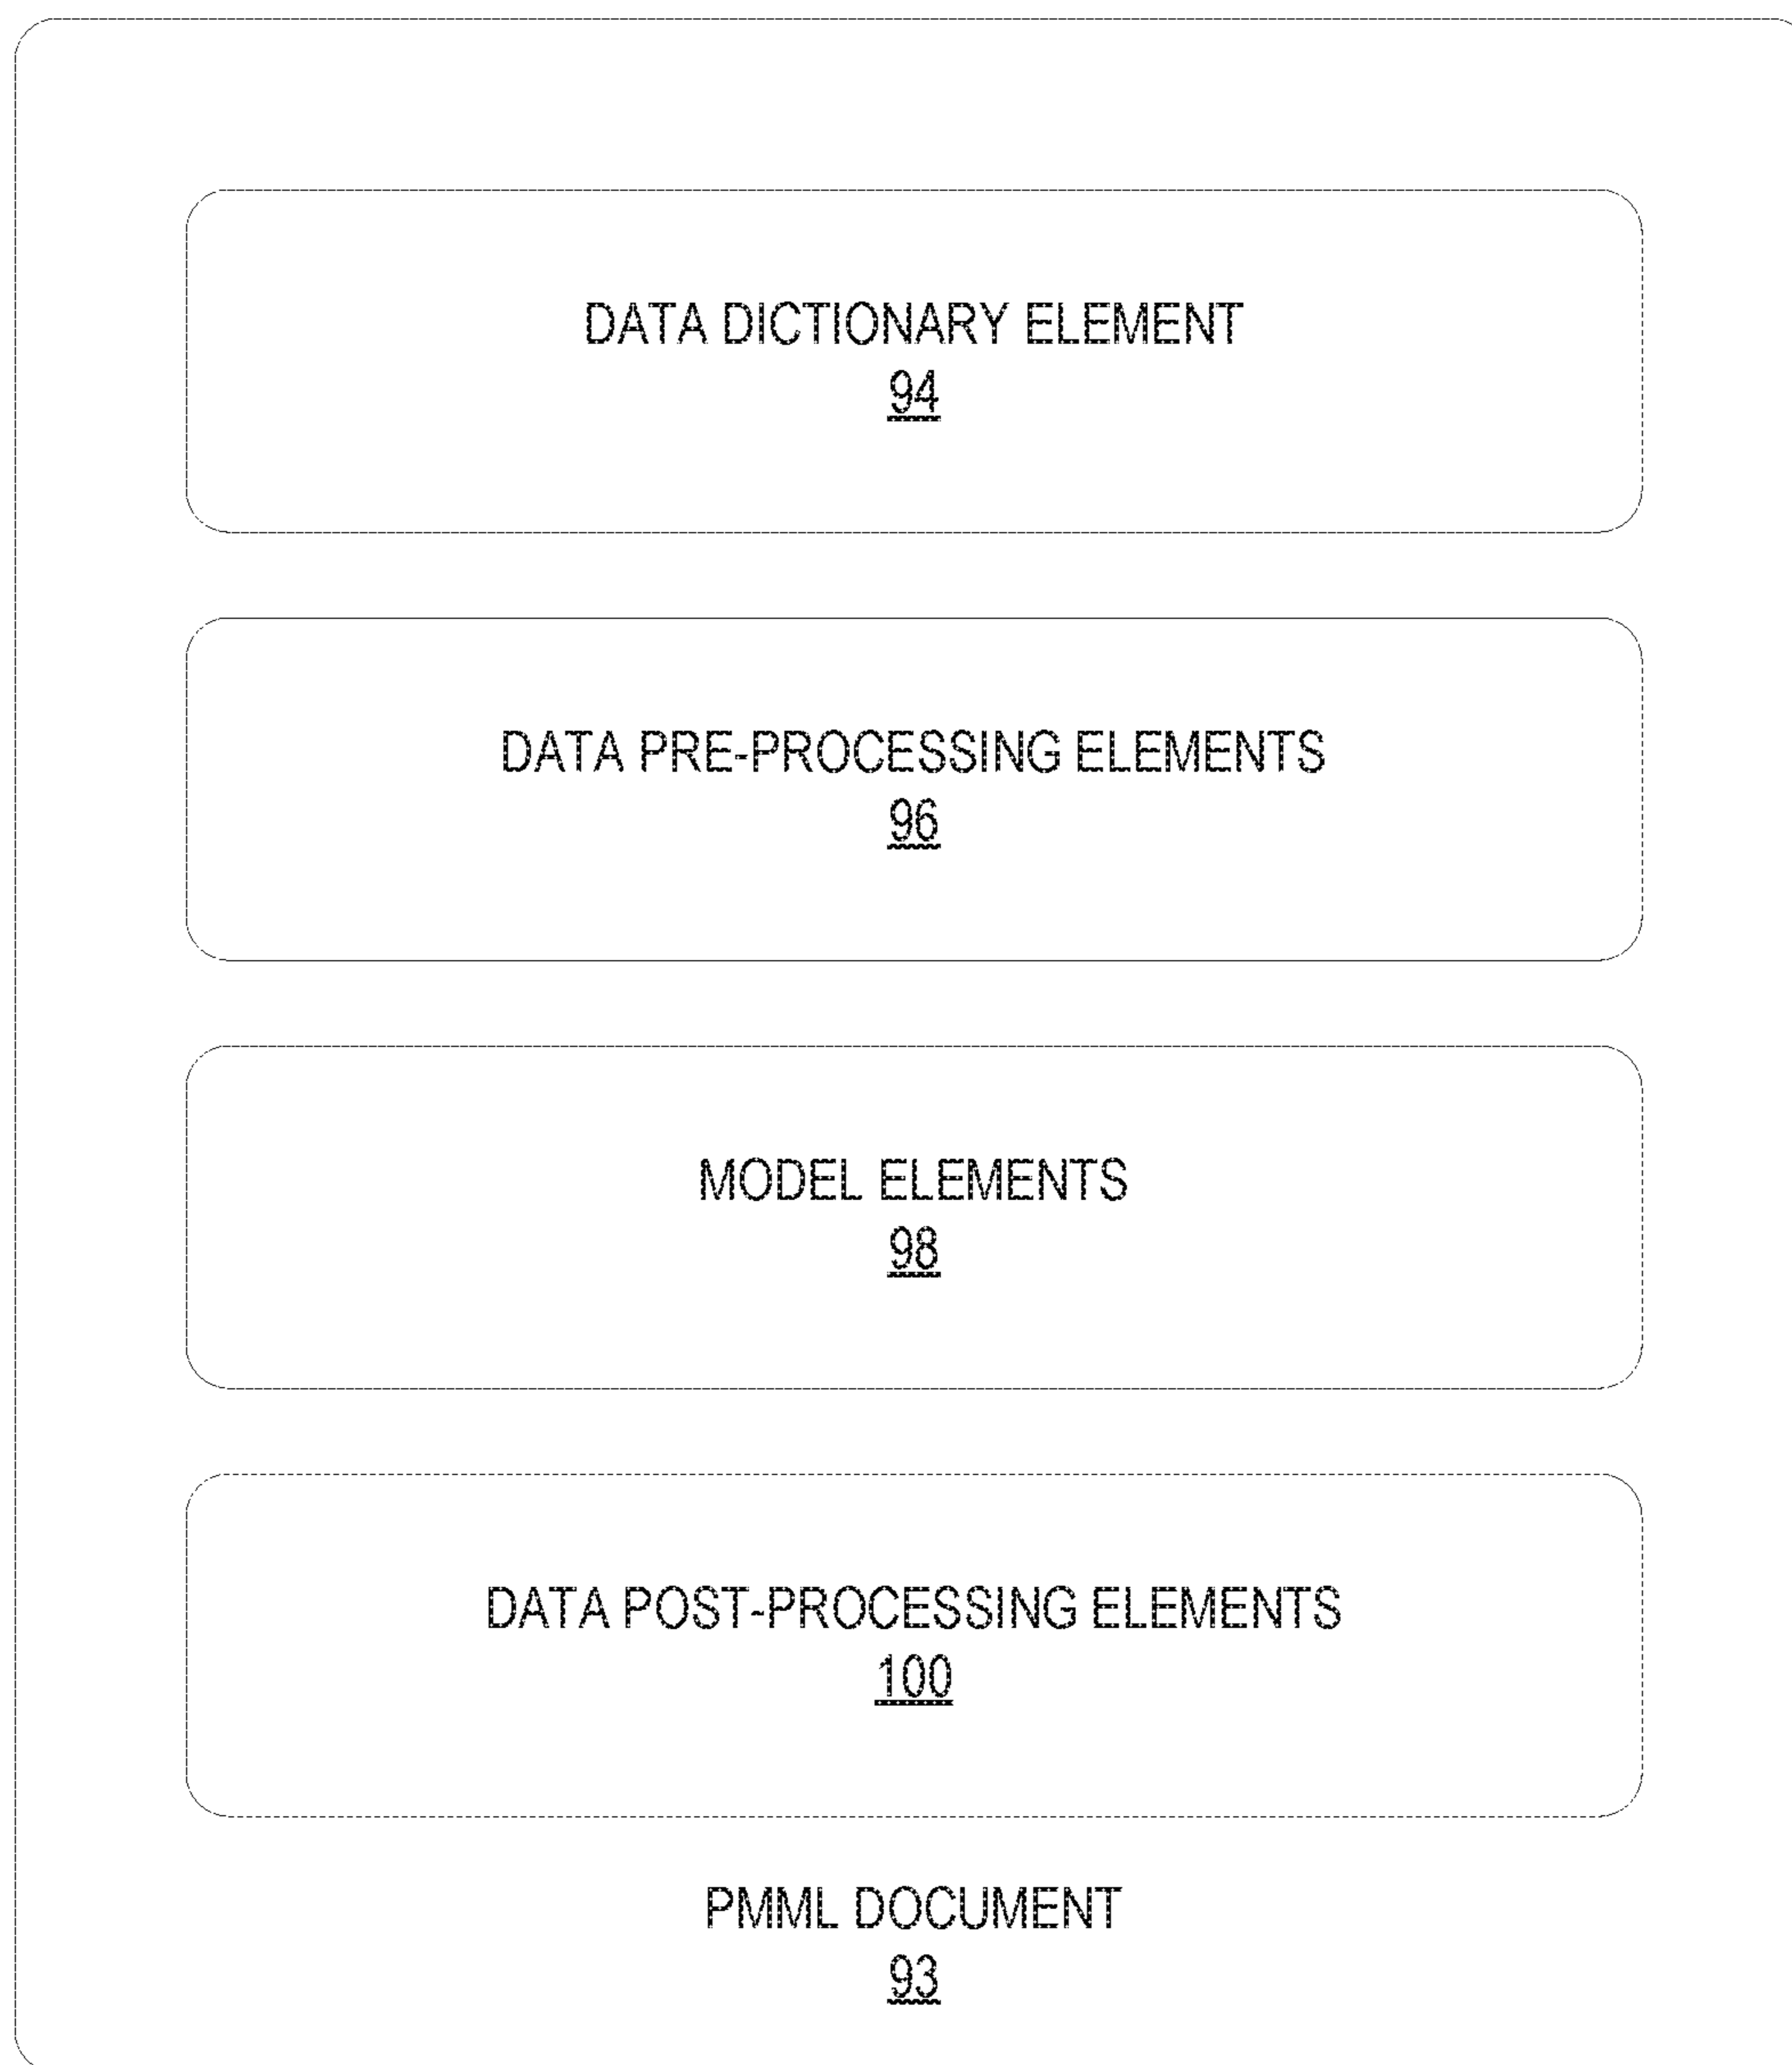 DATA DICTIONARY ELEMENT
94
DATA PRE-PROCESSING ELEMENTS
96
MODEL ELEMENTS
98
DATA POST-PROCESSING ELEMENTS
100
PMML DOCUMENT
93